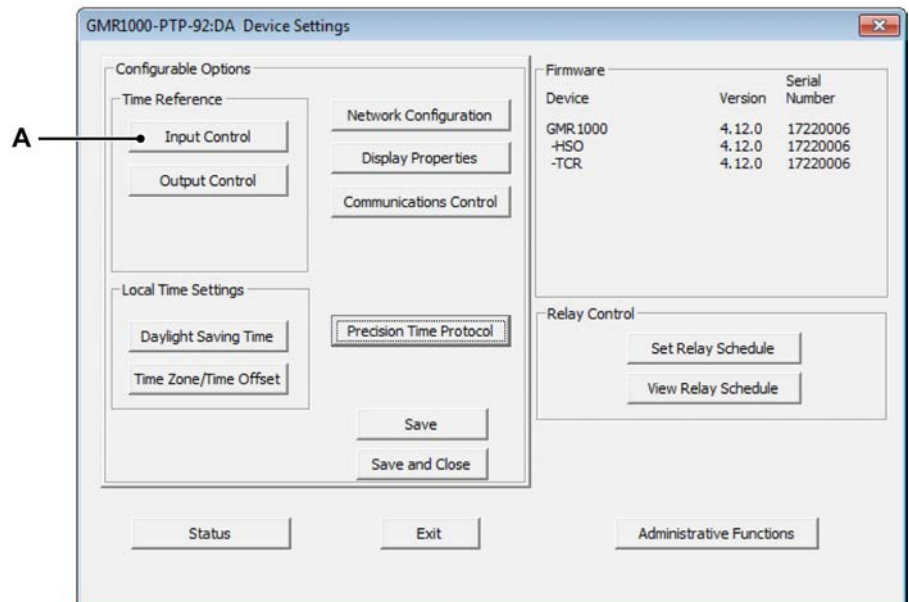 GMR1000-PTP-92:DA Device Settings
Configurable Options
Time Reference
A
Input Control
Output Control
Network Configuration
Display Properties
Communications Control
Local Time Settings
Daylight Saving Time
Time Zone/Time Offset
Precision Time Protocol
Save
Save and Close
Firmware
Device Version Serial Number
GMR1000 4.12.0 17220006
-HSO 4.12.0 17220006
-TCR 4.12.0 17220006
Relay Control
Set Relay Schedule
View Relay Schedule
Status
Exit
Administrative Functions